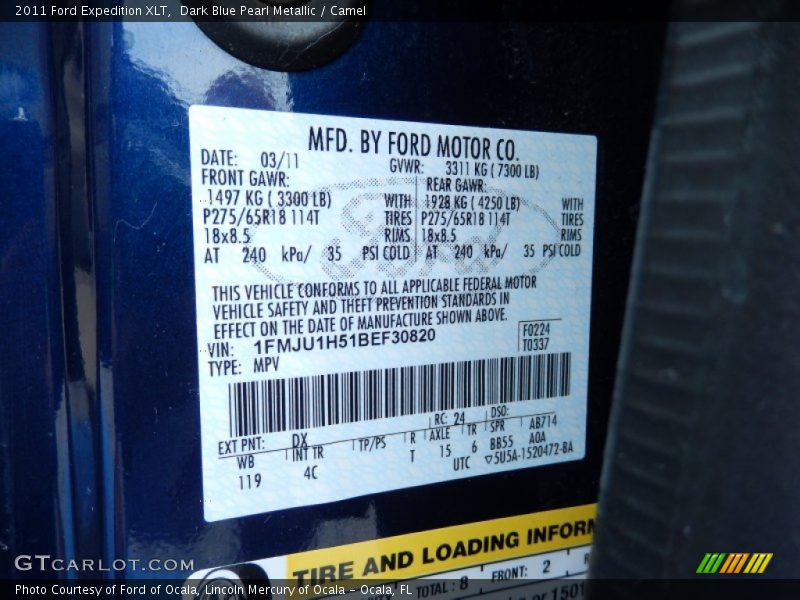 2011 Ford Expedition XLT, Dark Blue Pearl Metallic / Camel
MFD. BY FORD MOTOR CO.
DATE: 03/11 GVWR: 3311 KG ( 7300 LB)
FRONT GAWR: REAR GAWR:
1497 KG ( 3300 LB) WITH 1928 KG ( 4250 LB) WITH
P275/65R18 114T TIRES P275/65R18 114T TIRES
18x8.5 RIMS 18x8.5 RIMS
AT 240 kPa/ 35 PSI COLD AT 240 kPa/ 35 PSI COLD
THIS VEHICLE CONFORMS TO ALL APPLICABLE FEDERAL MOTOR
VEHICLE SAFETY AND THEFT PREVENTION STANDARDS IN
EFFECT ON THE DATE OF MANUFACTURE SHOWN ABOVE.
VIN: 1FMJU1H51BEF30820 F0224
TYPE: MPV T0337
EXT PNT: DX RC: 24 DSO:
WB INT TR TP/PS R AXLE TR SPR AB714
119 4C T 15 6 BB55 A0A
UTC ▽5U5A-1520472-BA
TIRE AND LOADING INFORM
TOTAL : 8 FRONT: 2
or 150
GTcarlot.com
Photo Courtesy of Ford of Ocala, Lincoln Mercury of Ocala - Ocala, FL